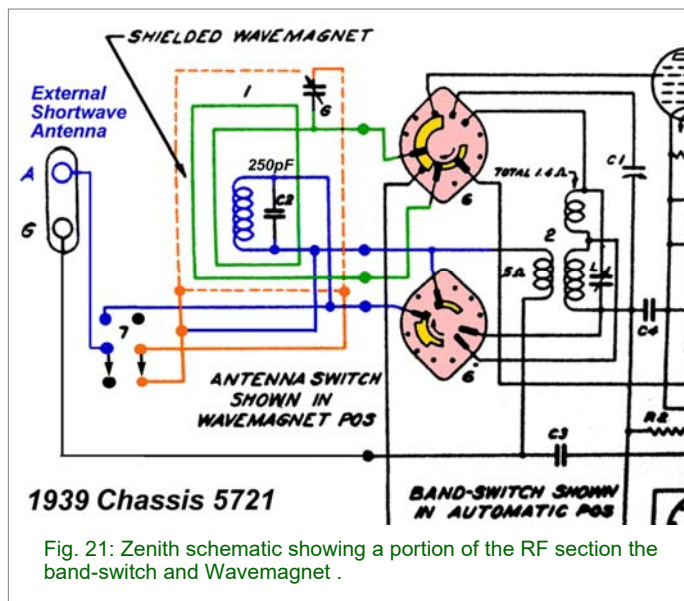 SHIELDED WAVEMAGNET
1
6
External
Shortwave
Antenna
250pF
A
C2
G
7
ANTENNA SWITCH
SHOWN IN
WAVEMAGNET POS
6
6
TOTAL 1.4Ω
C1
2
.5Ω
L
C4
R2
C3
1939 Chassis 5721
BAND-SWITCH SHOWN
IN AUTOMATIC POS
Fig. 21: Zenith schematic showing a portion of the RF section the
band-switch and Wavemagnet .